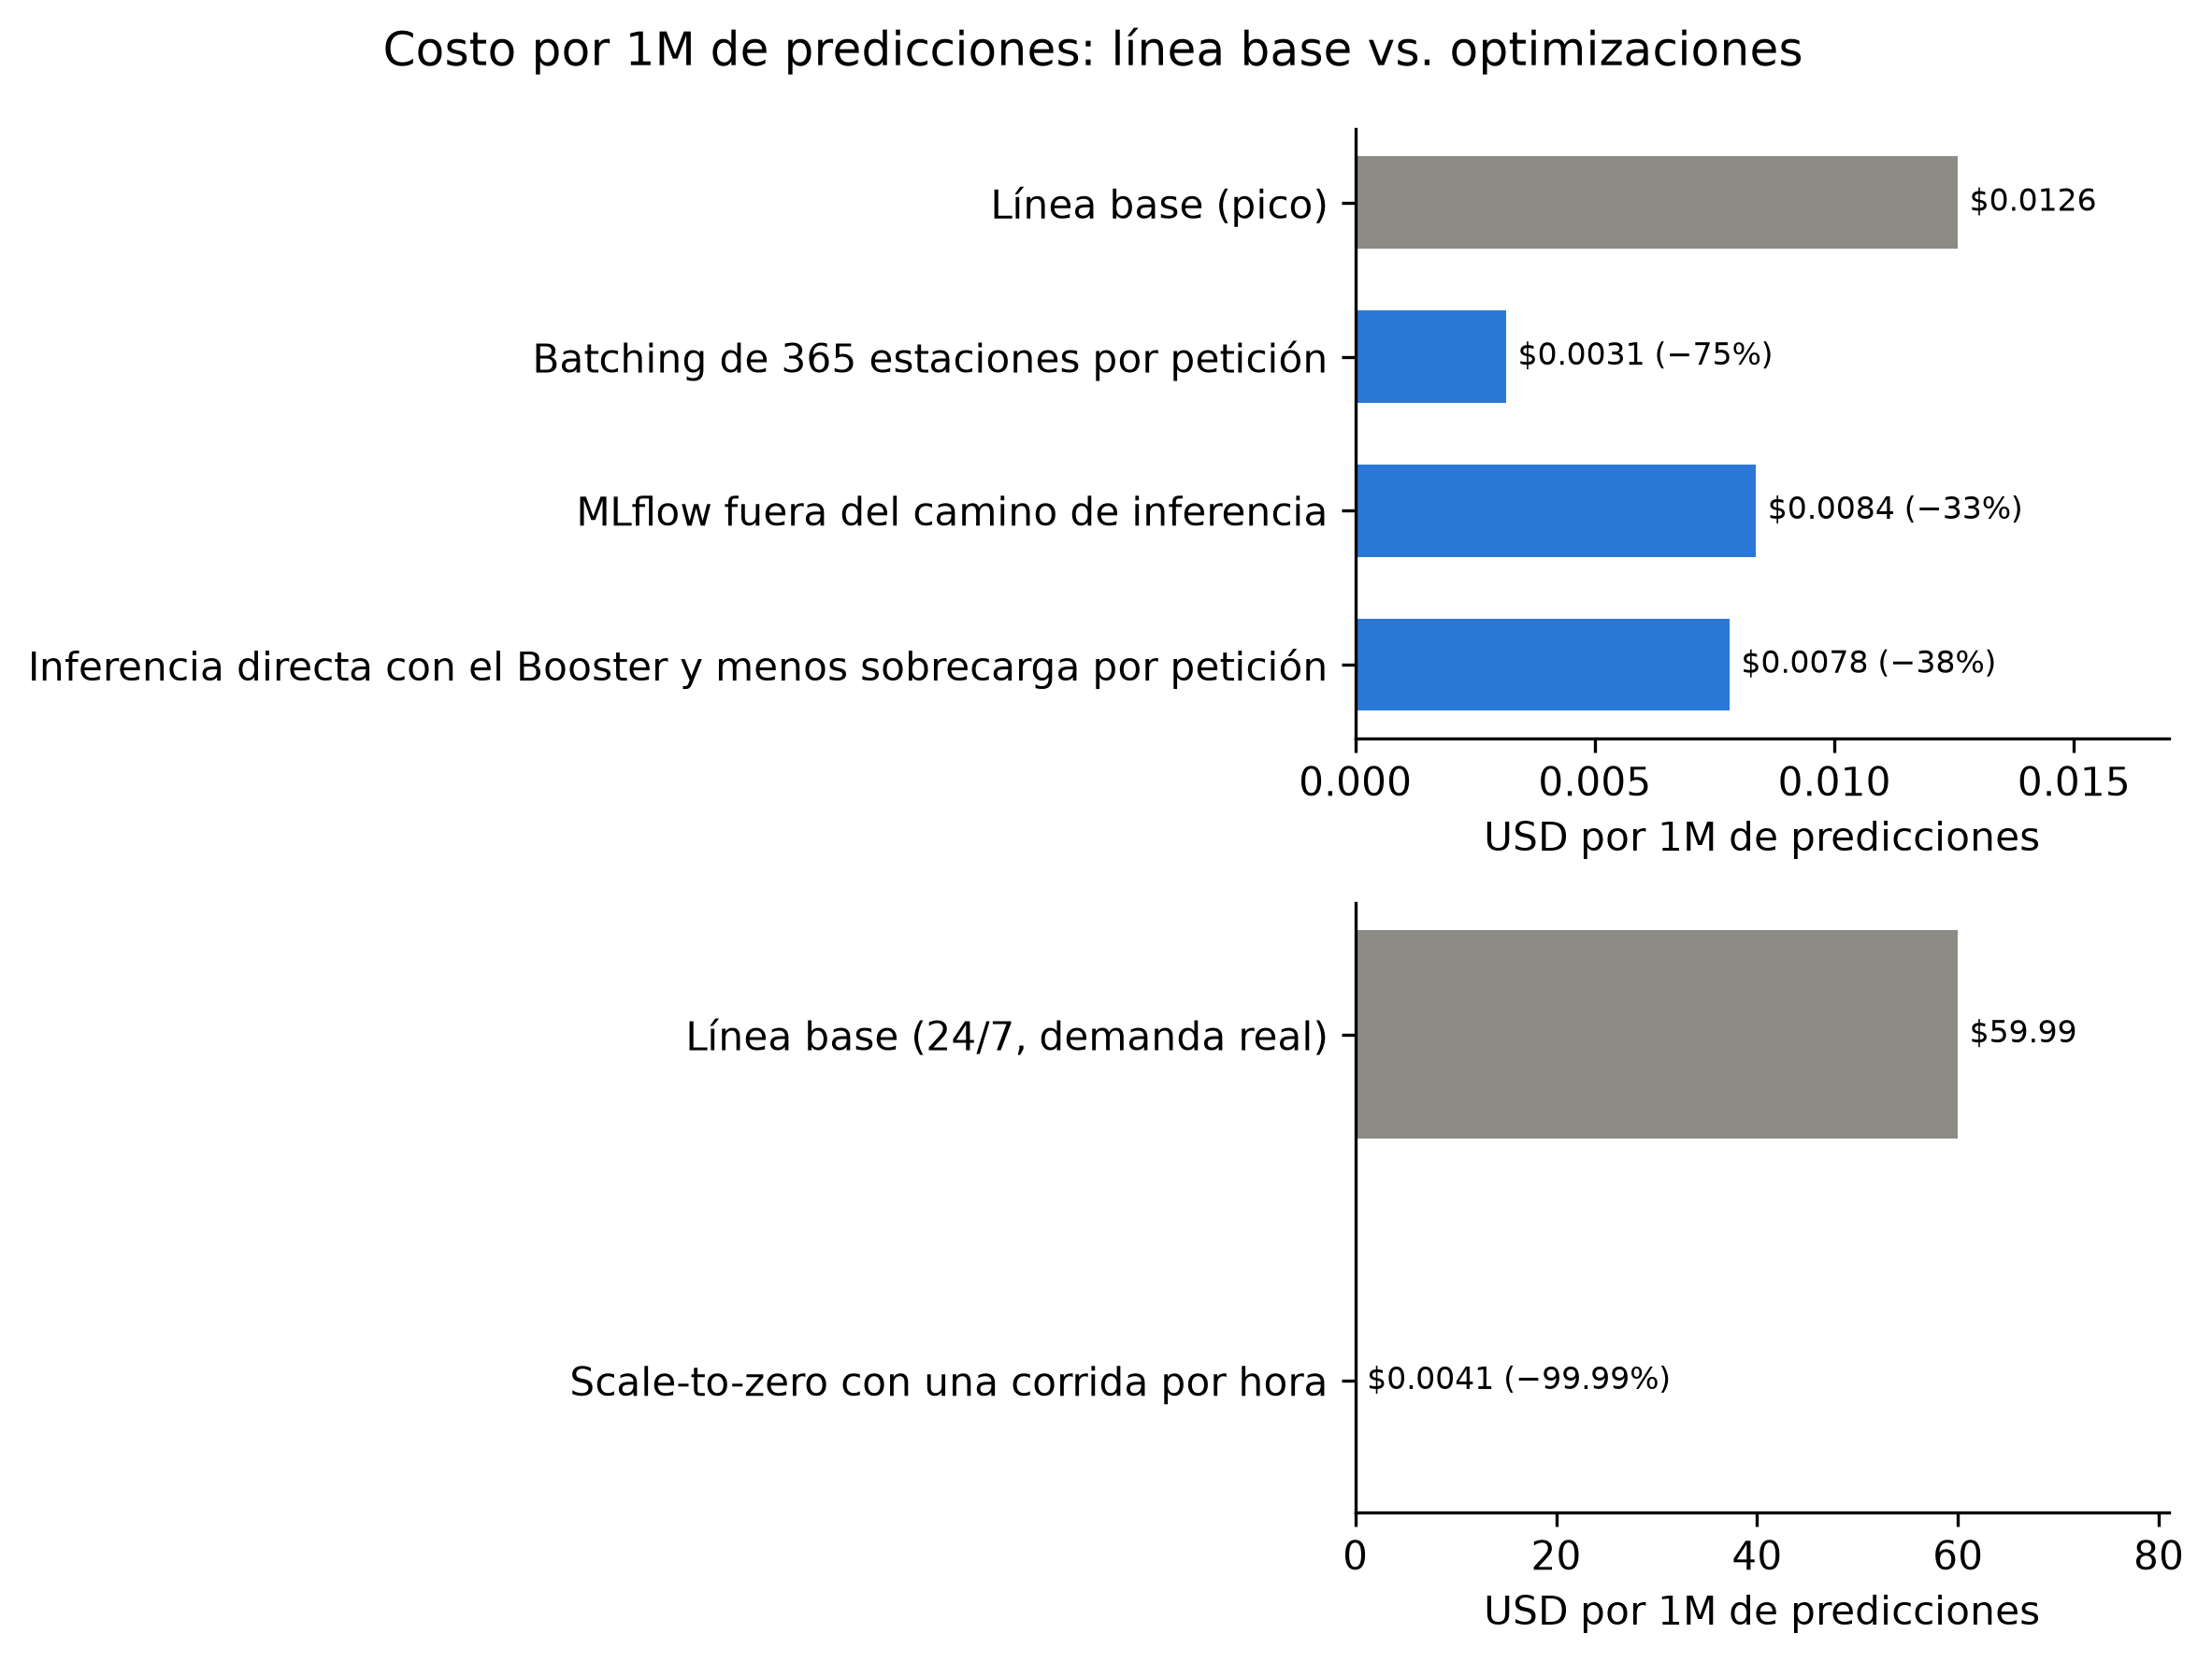 Costo por 1M de predicciones: línea base vs. optimizaciones
Línea base (pico)
$0.0126
Batching de 365 estaciones por petición
$0.0031 (−75%)
MLflow fuera del camino de inferencia
$0.0084 (−33%)
Inferencia directa con el Booster y menos sobrecarga por petición
$0.0078 (−38%)
0.000 0.005 0.010 0.015
USD por 1M de predicciones
Línea base (24/7, demanda real)
$59.99
Scale-to-zero con una corrida por hora
$0.0041 (−99.99%)
0 20 40 60 80
USD por 1M de predicciones